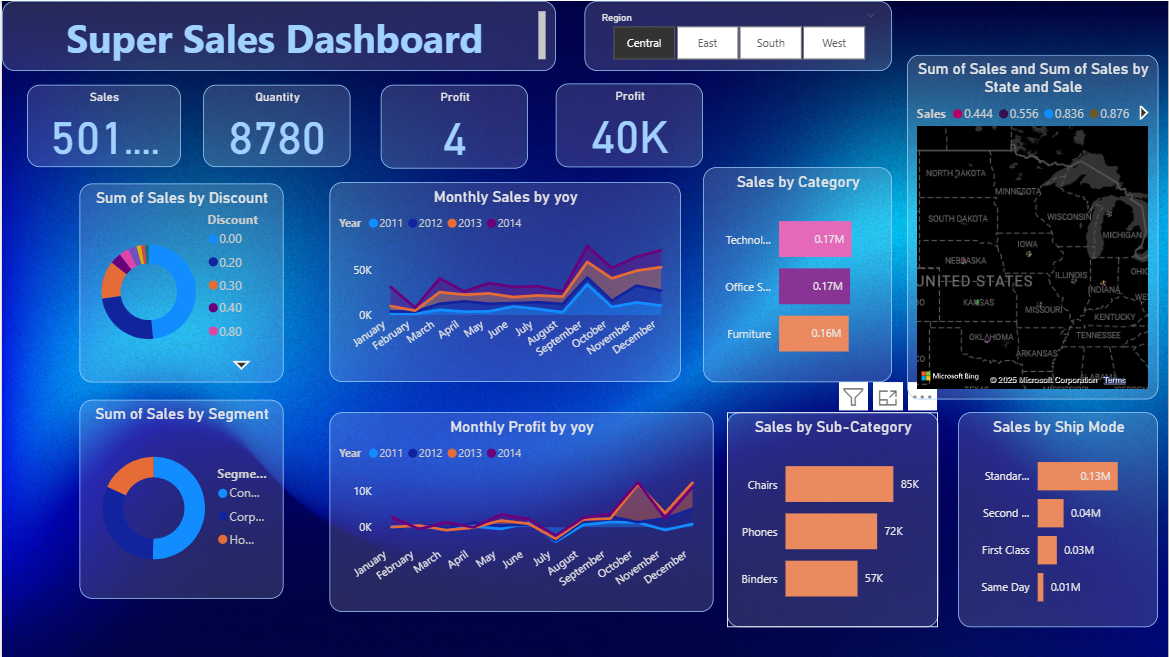 Super Sales Dashboard
Region
Central
East
South
West
Sales
501....
Quantity
8780
Profit
4
Profit
40K
Sum of Sales and Sum of Sales by
State and Sale
Sales 0.444 0.556 0.836 0.876
NORTH DAKOTA
MINNESOTA
SOUTH DAKOTA
WISCONSIN
MICHIGAN
IOWA
NEBRASKA
UNITED STATES
ILLINOIS
INDIANA
OHIO
KANSAS
MISSOURI
WES
KENTUCKY
OKLAHOMA
TENNESSEE
ARKANSAS
ALABAMA
Microsoft Bing
© 2025 Microsoft Corporation Terms
Sum of Sales by Discount
Discount
0.00
0.20
0.30
0.40
0.80
Monthly Sales by yoy
Year 2011 2012 2013 2014
50K
0K
January
February
March
April
May
June
July
August
September
October
November
December
Sales by Category
Technol... 0.17M
Office S... 0.17M
Furniture 0.16M
Sum of Sales by Segment
Segme...
Con...
Corp...
Ho...
Monthly Profit by yoy
Year 2011 2012 2013 2014
10K
0K
January
February
March
April
May
June
July
August
September
October
November
December
Sales by Sub-Category
Chairs 85K
Phones 72K
Binders 57K
Sales by Ship Mode
Standar... 0.13M
Second ... 0.04M
First Class 0.03M
Same Day 0.01M